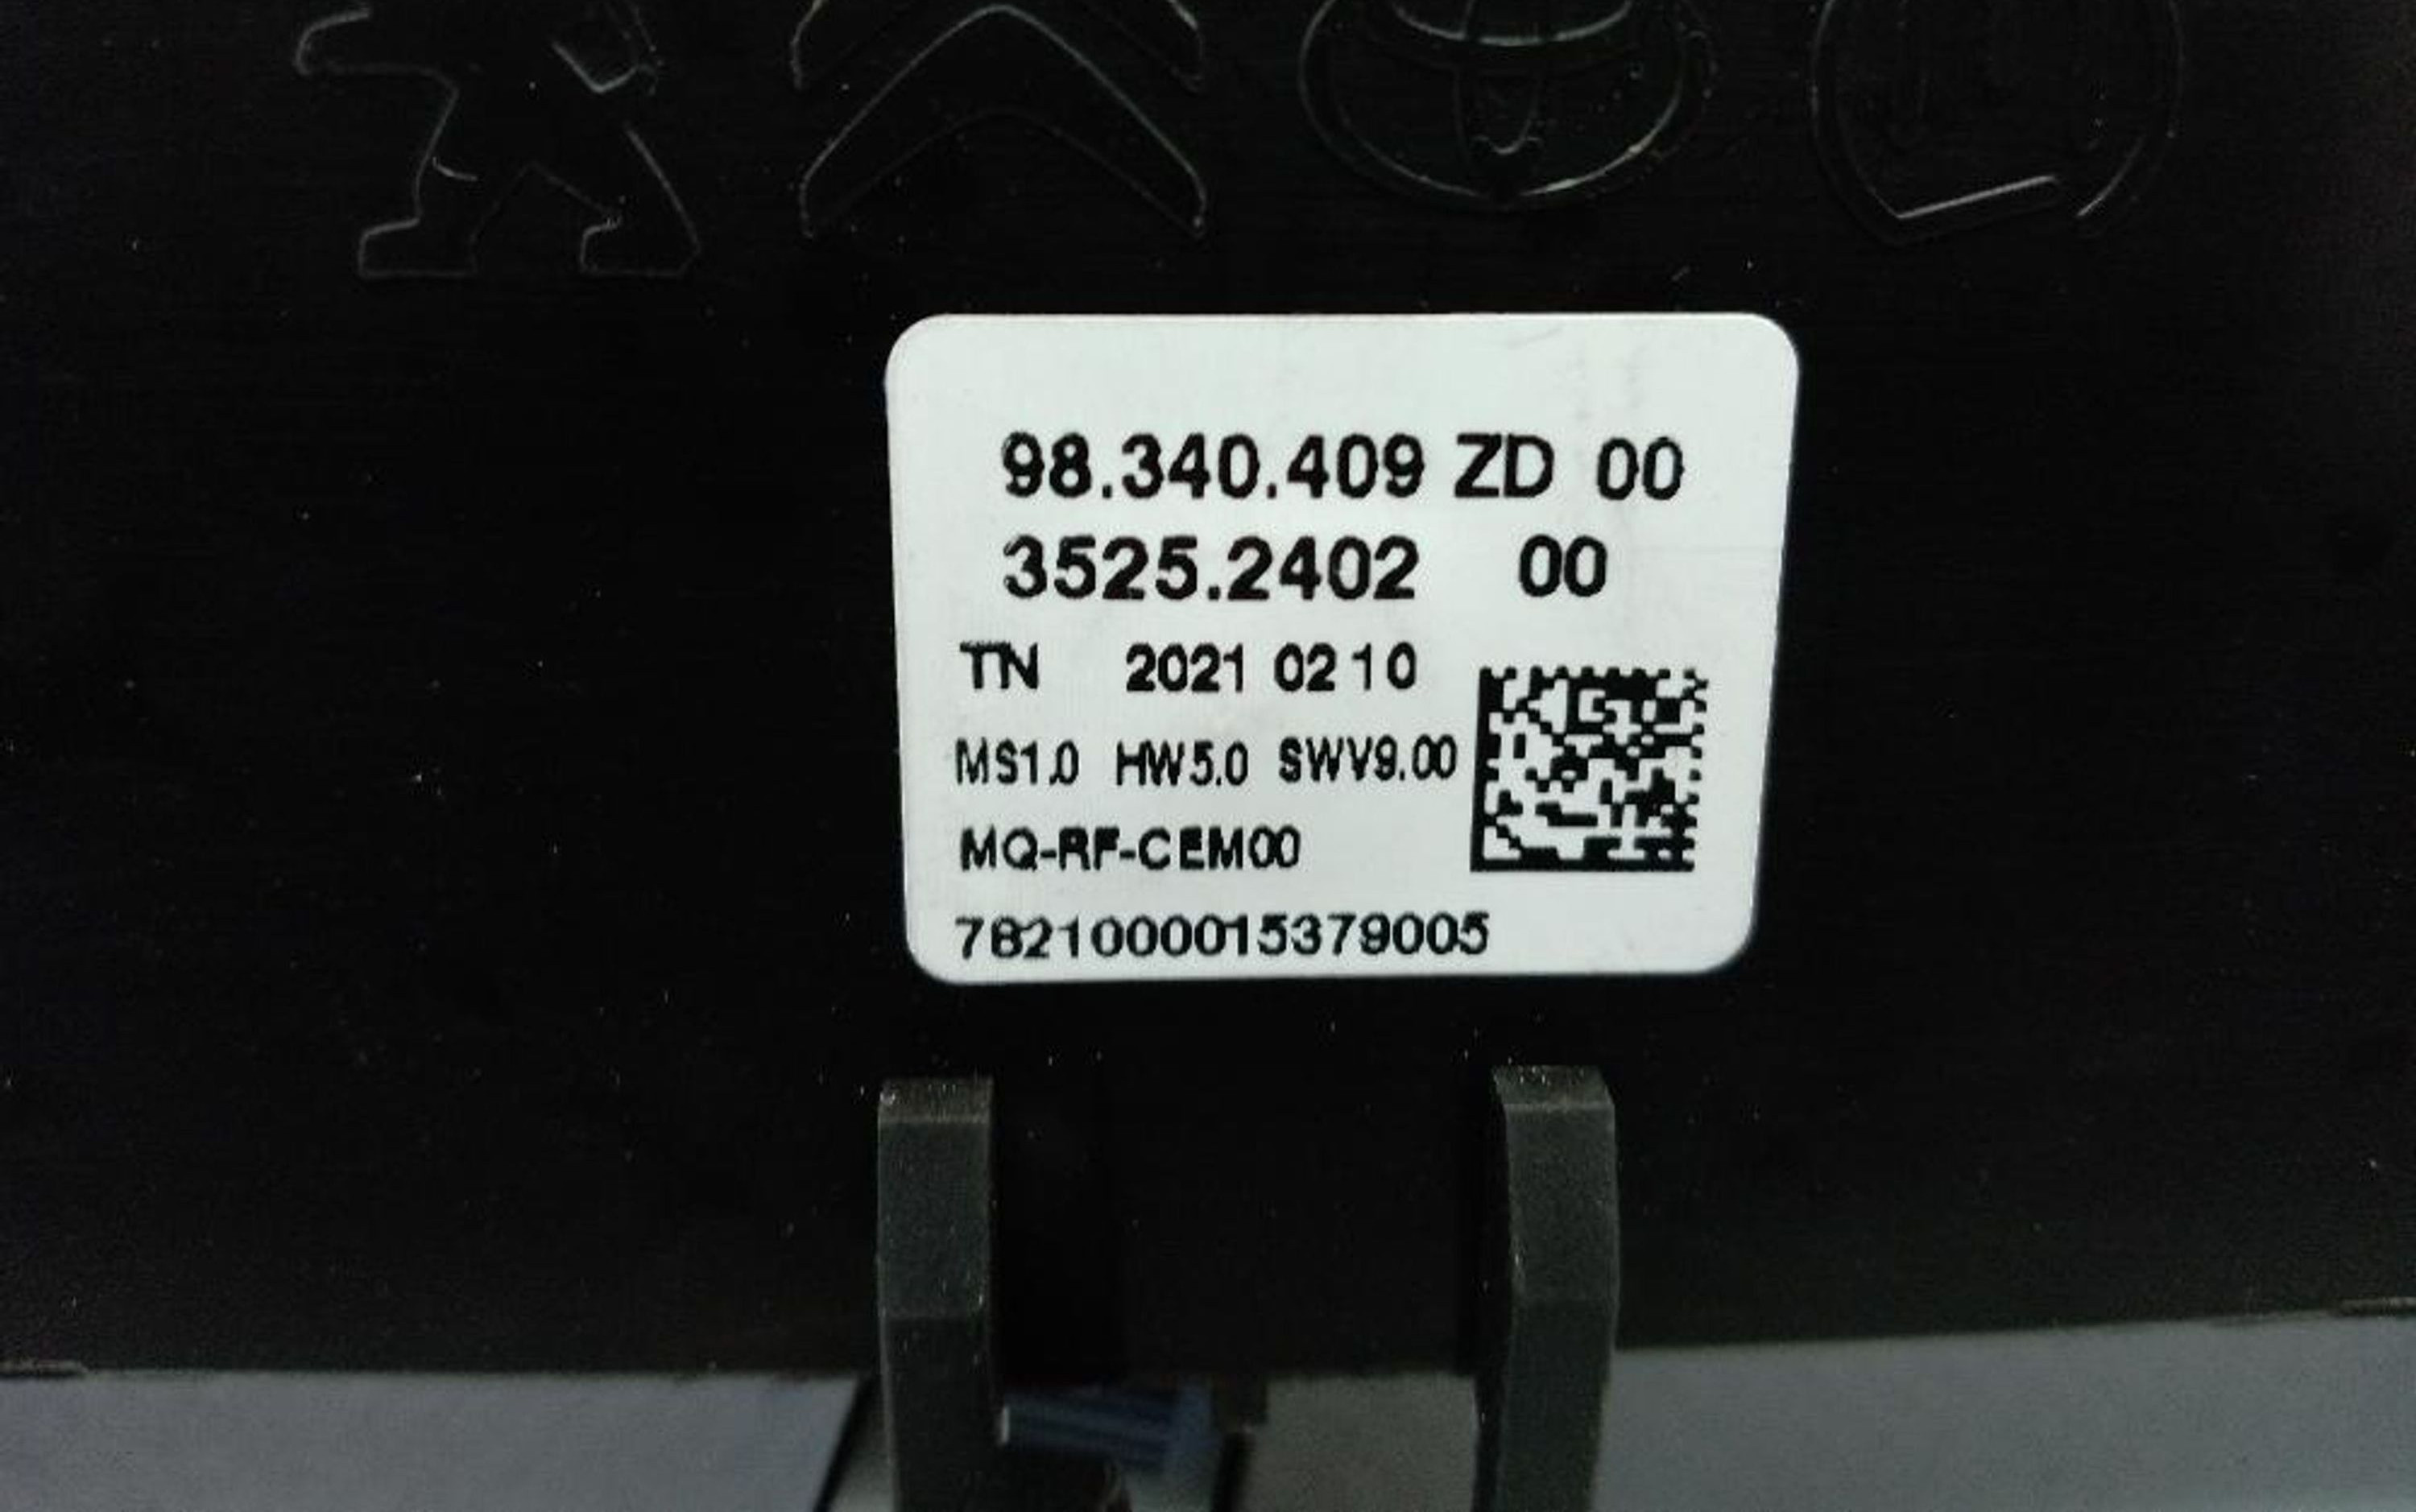 98.340.409 ZD 00
3525.2402 00
TN 2021 02 10
MS1.0 HW5.0 SWV9.00
MQ-RF-CEM00
7821000015379005